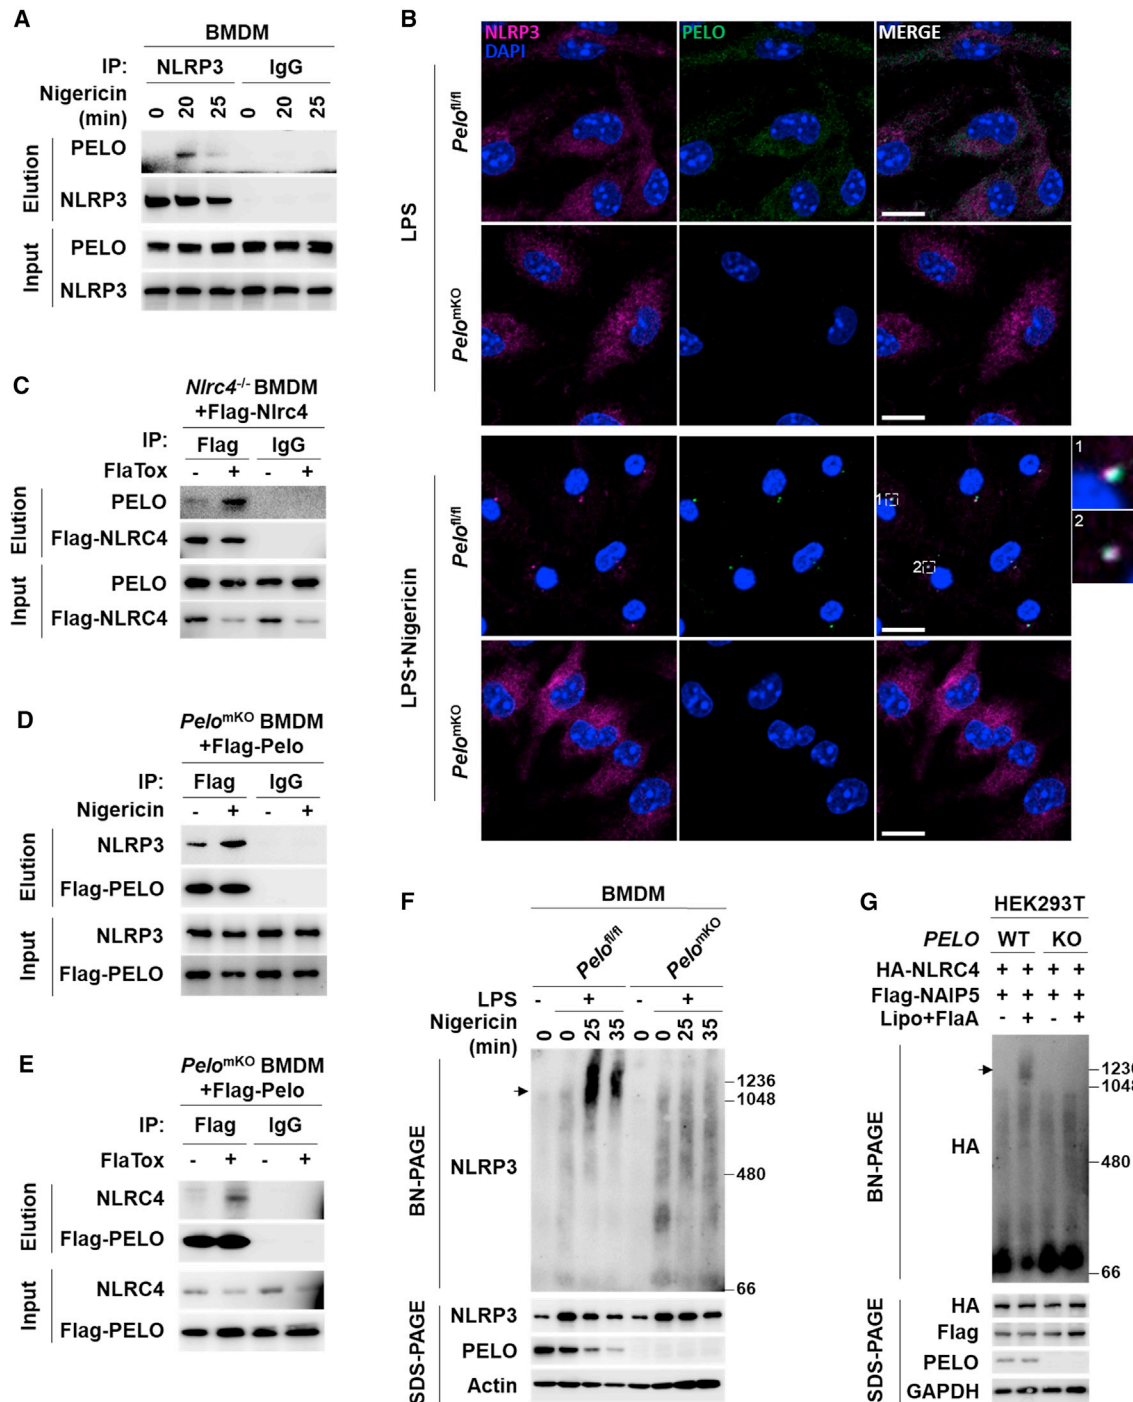 A
BMDM
IP: NLRP3 IgG
Nigericin (min) 0 20 25 0 20 25
Elution
PELO
NLRP3
Input
PELO
NLRP3
B
NLRP3
DAPI
PELO
MERGE
LPS
Pelofl/fl
PelomKO
LPS+Nigericin
Pelofl/fl
PelomKO
1
2
1
2
C
Nlrc4-/- BMDM
+Flag-Nlrc4
IP: Flag IgG
FlaTox - + - +
Elution
PELO
Flag-NLRC4
Input
PELO
Flag-NLRC4
D
PelomKO BMDM
+Flag-Pelo
IP: Flag IgG
Nigericin - + - +
Elution
NLRP3
Flag-PELO
Input
NLRP3
Flag-PELO
E
PelomKO BMDM
+Flag-Pelo
IP: Flag IgG
FlaTox - + - +
Elution
NLRC4
Flag-PELO
Input
NLRC4
Flag-PELO
F
BMDM
Pelofl/fl PelomKO
LPS - + - +
Nigericin (min) 0 0 25 35 0 0 25 35
BN-PAGE
NLRP3
1236
1048
480
66
SDS-PAGE
NLRP3
PELO
Actin
G
HEK293T
PELO WT KO
HA-NLRC4 + + + +
Flag-NAIP5 + + + +
Lipo+FlaA - + - +
BN-PAGE
HA
1236
1048
480
66
SDS-PAGE
HA
Flag
PELO
GAPDH